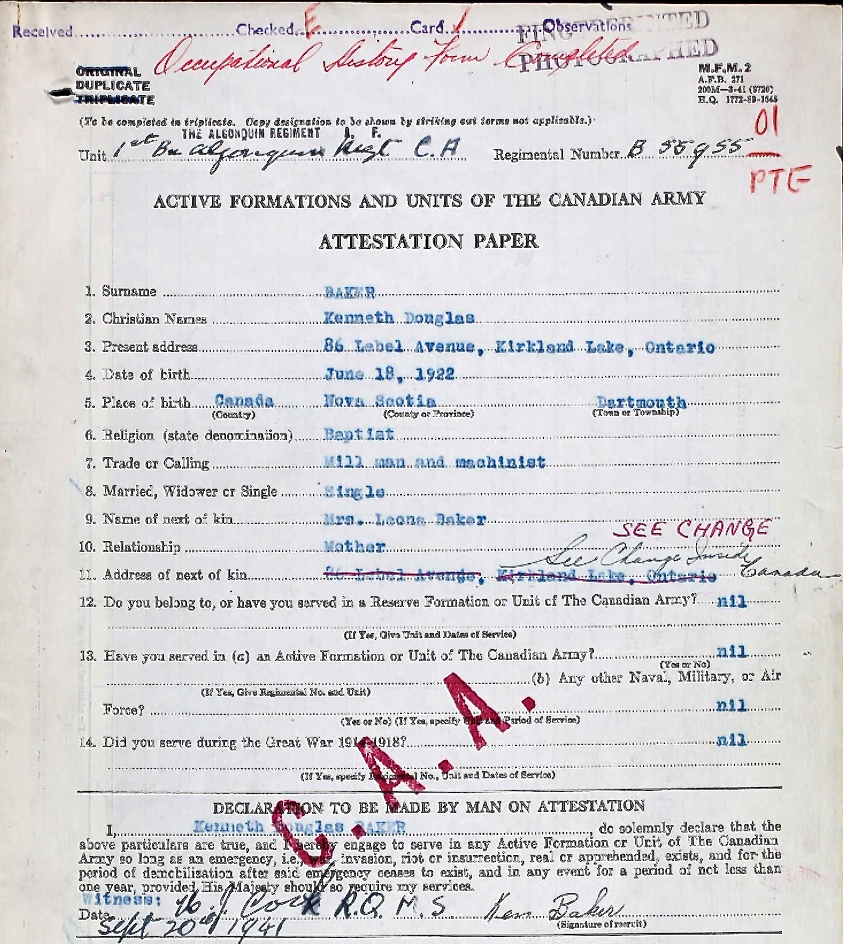 Received Checked E Card Observations
FINGERPRINTED
PHOTOGRAPHED
Occupational History Form Completed
ORIGINAL
DUPLICATE
TRIPLICATE
M.F.M. 2
A.F.B. 271
200M—3-41 (8720)
H.Q. 1772-39-1645
(To be completed in triplicate. Copy designation to be shown by striking out terms not applicable.)
01
THE ALGONQUIN REGIMENT A. F.
Unit 1st Bn Algonquin Regt C.A Regimental Number B 55955
PTE
ACTIVE FORMATIONS AND UNITS OF THE CANADIAN ARMY
ATTESTATION PAPER
1. Surname BAKER
2. Christian Names Kenneth Douglas
3. Present address 86 Lebel Avenue, Kirkland Lake, Ontario
4. Date of birth June 18, 1922
5. Place of birth Canada Nova Scotia Dartmouth
(Country) (County or Province) (Town or Township)
6. Religion (state denomination) Baptist
7. Trade or Calling Mill man and machinist
8. Married, Widower or Single Single
9. Name of next of kin Mrs. Leona Baker
SEE CHANGE
10. Relationship Mother
See Change Inside
11. Address of next of kin 86 Lebel Avenue, Kirkland Lake, Ontario Canada
12. Do you belong to, or have you served in a Reserve Formation or Unit of The Canadian Army? nil
(If Yes, Give Unit and Dates of Service)
13. Have you served in (a) an Active Formation or Unit of The Canadian Army? nil
(Yes or No)
(b) Any other Naval, Military, or Air
(If Yes, Give Regimental No. and Unit)
Force? nil
(Yes or No) (If Yes, specify Unit and Period of Service)
14. Did you serve during the Great War 1914-1918? nil
(If Yes, specify Regimental No., Unit and Dates of Service)
C.A.A.
DECLARATION TO BE MADE BY MAN ON ATTESTATION
I, Kenneth Douglas BAKER, do solemnly declare that the
above particulars are true, and I hereby engage to serve in any Active Formation or Unit of The Canadian
Army so long as an emergency, i.e., war, invasion, riot or insurrection, real or apprehended, exists, and for the
period of demobilization after said emergency ceases to exist, and in any event for a period of not less than
one year, provided His Majesty should so require my services.
Witness: Cock R.Q.M.S Ken Baker
Date Sept 20th 1941 (Signature of recruit)